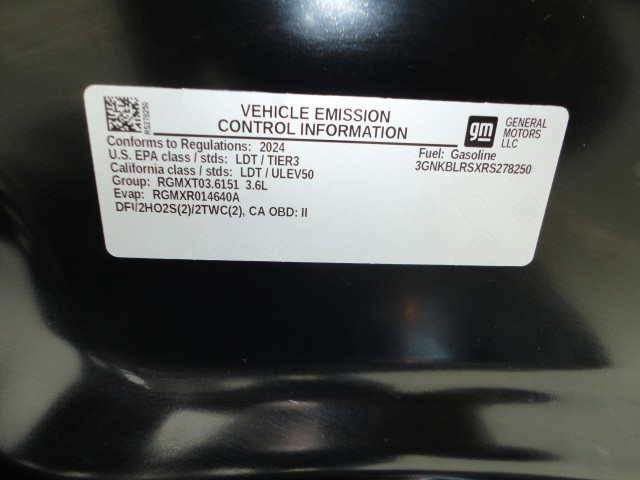 RS278250
VEHICLE EMISSION
CONTROL INFORMATION
gm
GENERAL
MOTORS
LLC
Conforms to Regulations: 2024
U.S. EPA class / stds: LDT / TIER3
California class / stds: LDT / ULEV50
Group: RGMXT03.6151 3.6L
Evap: RGMXR014640A
DFI/2HO2S(2)/2TWC(2), CA OBD: II
Fuel: Gasoline
3GNKBLRSXRS278250